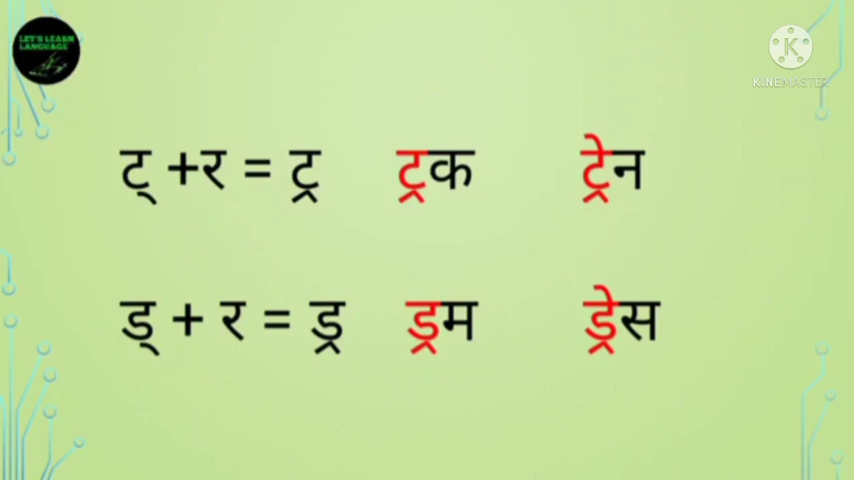 LET'S LEARN
LANGUAGE
KINEMASTER
ट् +र = ट्र ट्रक ट्रेन
ड् + र = ड्र ड्रम ड्रेस